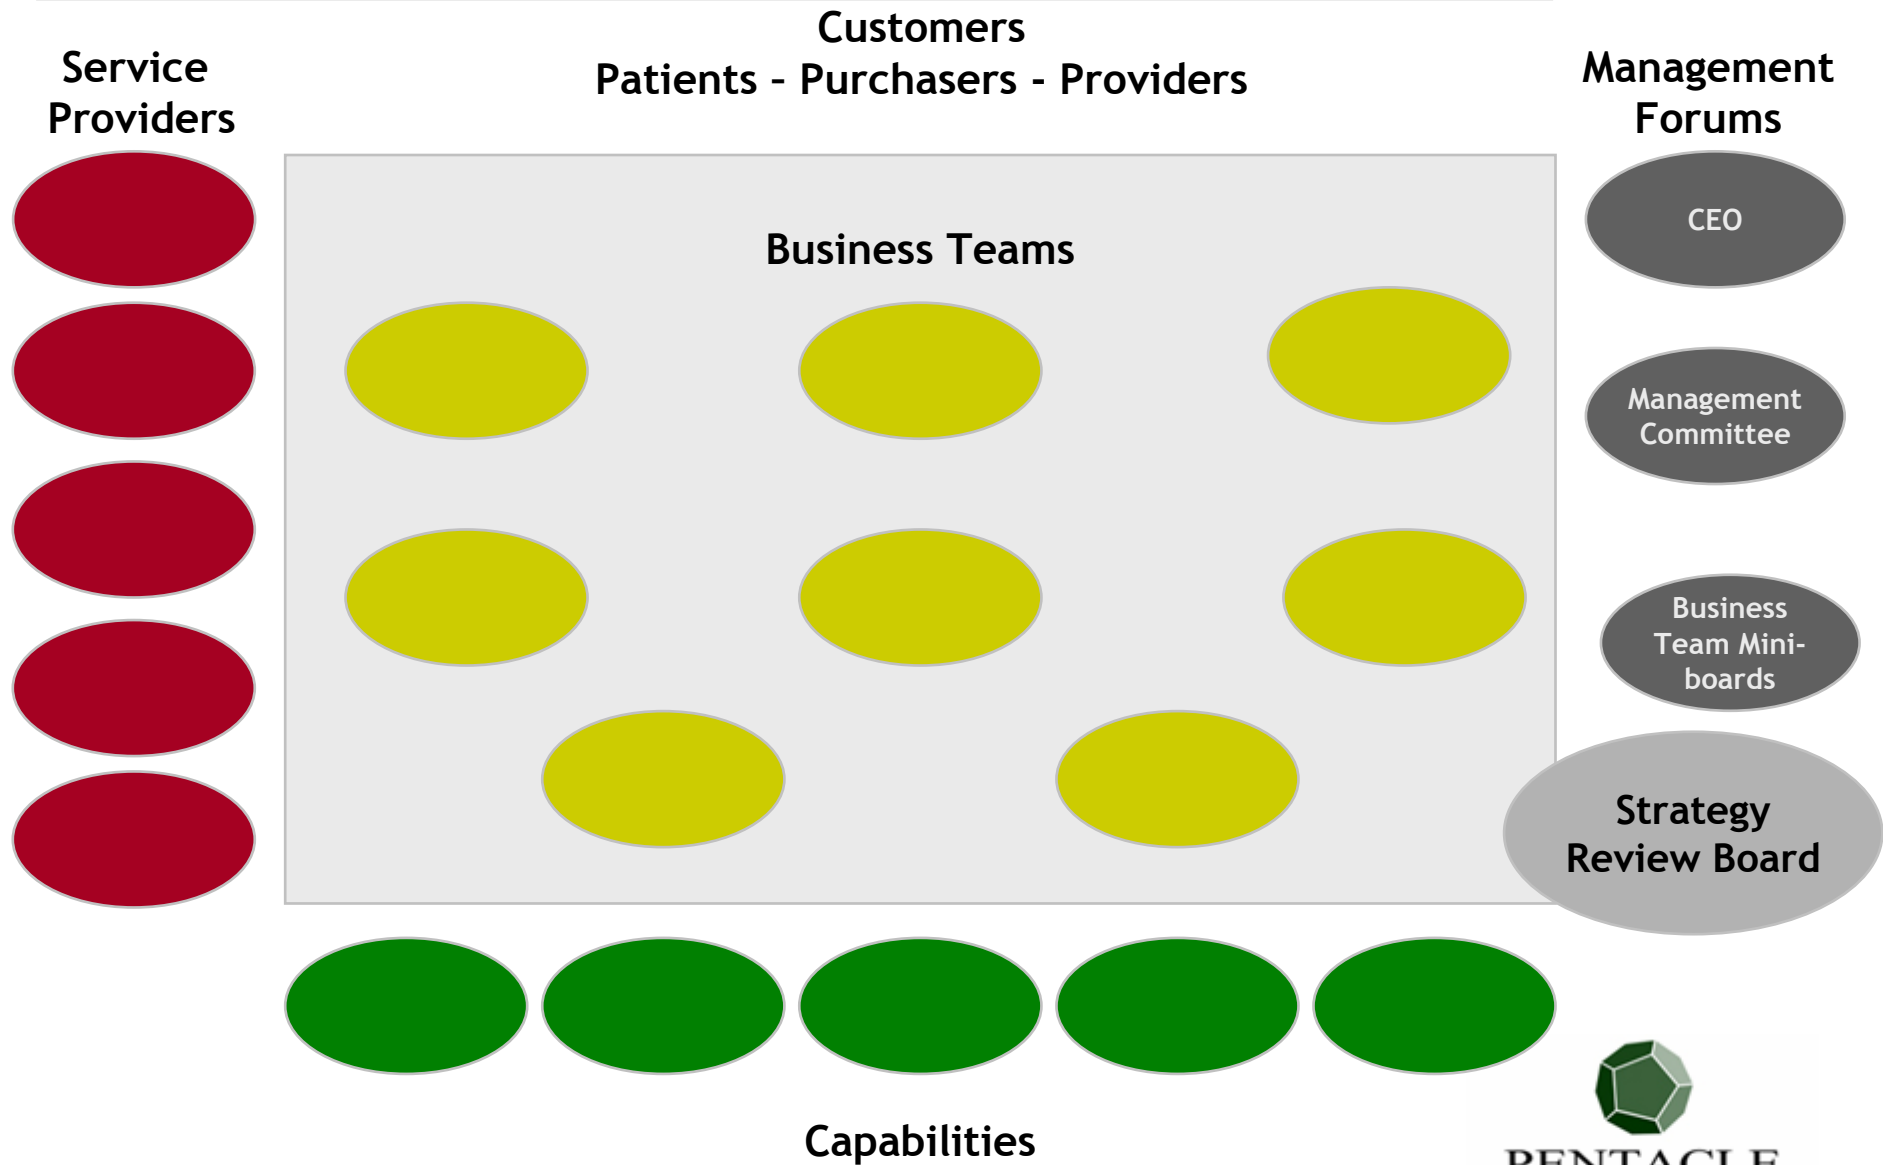 Customers
Patients – Purchasers - Providers
Service
Providers
Management
Forums
Business Teams
CEO
Management
Committee
Business
Team Mini-
boards
Strategy
Review Board
Capabilities
PENTACLE